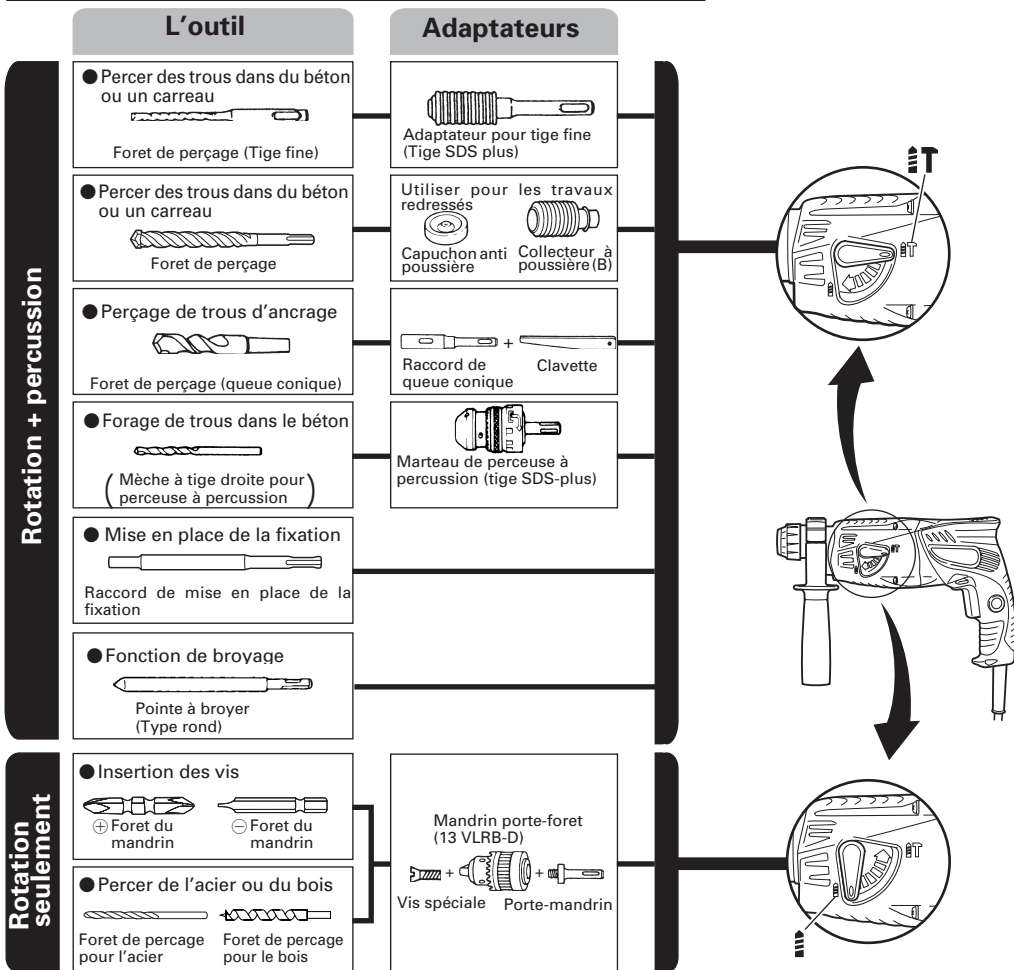 L'outil
Adaptateurs
Rotation + percussion
● Percer des trous dans du béton
ou un carreau
Foret de perçage (Tige fine)
Adaptateur pour tige fine
(Tige SDS plus)
● Percer des trous dans du béton
ou un carreau
Foret de perçage
Utiliser pour les travaux
redressés
Capuchon anti
poussière
Collecteur à
poussière (B)
● Perçage de trous d'ancrage
Foret de perçage (queue conique)
+
Raccord de
queue conique
Clavette
● Forage de trous dans le béton
( Mèche à tige droite pour
perceuse à percussion )
Marteau de perceuse à
percussion (tige SDS-plus)
● Mise en place de la fixation
Raccord de mise en place de la
fixation
● Fonction de broyage
Pointe à broyer
(Type rond)
Rotation
seulement
● Insertion des vis
⊕ Foret du
mandrin
⊖ Foret du
mandrin
● Percer de l'acier ou du bois
Foret de percage
pour l'acier
Foret de percage
pour le bois
Mandrin porte-foret
(13 VLRB-D)
+ +
Vis spéciale Porte-mandrin